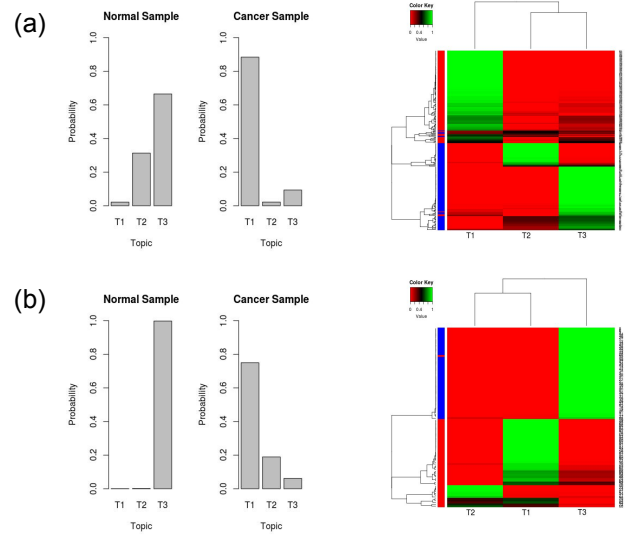 (a)
Normal Sample
Cancer Sample
Probability
0.0 0.2 0.4 0.6 0.8 1.0
T1 T2 T3
Topic
Probability
0.0 0.2 0.4 0.6 0.8 1.0
T1 T2 T3
Topic
Color Key
0 0.4 1
Value
T1 T2 T3
(b)
Normal Sample
Cancer Sample
Probability
0.0 0.2 0.4 0.6 0.8 1.0
T1 T2 T3
Topic
Probability
0.0 0.2 0.4 0.6 0.8 1.0
T1 T2 T3
Topic
Color Key
0 0.4 1
Value
T2 T1 T3